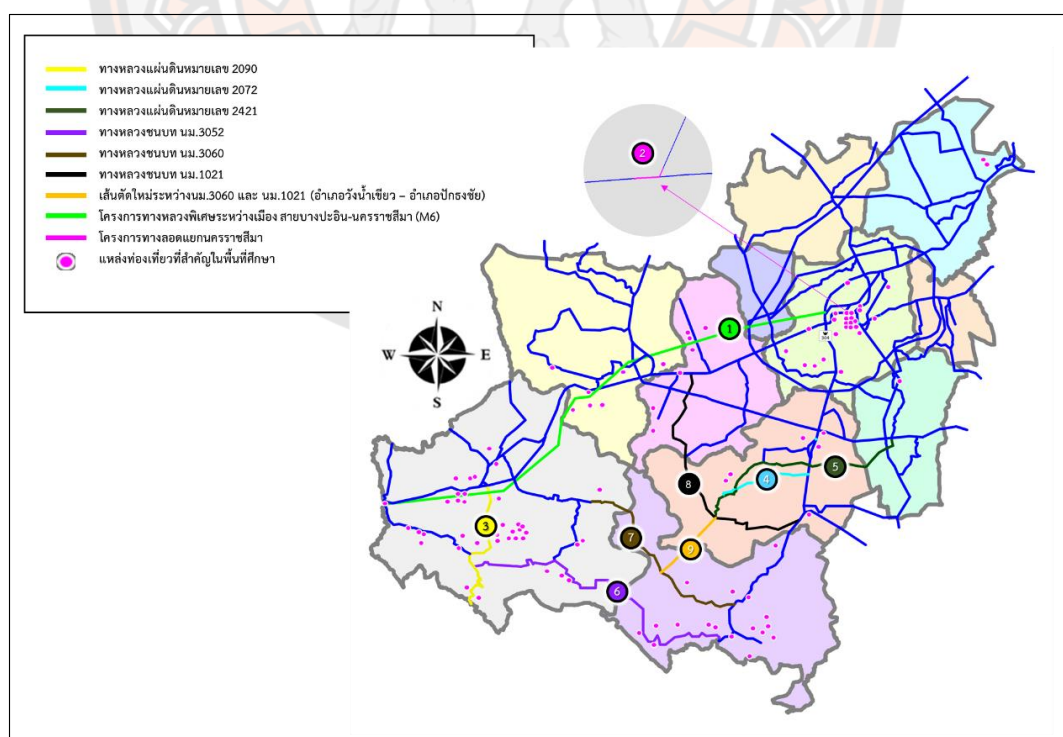 ทางหลวงแผ่นดินหมายเลข 2090
ทางหลวงแผ่นดินหมายเลข 2072
ทางหลวงแผ่นดินหมายเลข 2421
ทางหลวงชนบท นม.3052
ทางหลวงชนบท นม.3060
ทางหลวงชนบท นม.1021
เส้นตัดใหม่ระหว่างนม.3060 และ นม.1021 (อำเภอวังน้ำเขียว – อำเภอปักธงชัย)
โครงการทางหลวงพิเศษระหว่างเมือง สายบางปะอิน-นครราชสีมา (M6)
โครงการทางลอดแยกนครราชสีมา
แหล่งท่องเที่ยวที่สำคัญในพื้นที่ศึกษา
2
N
W E
S
1
8
4
5
3
7
9
6